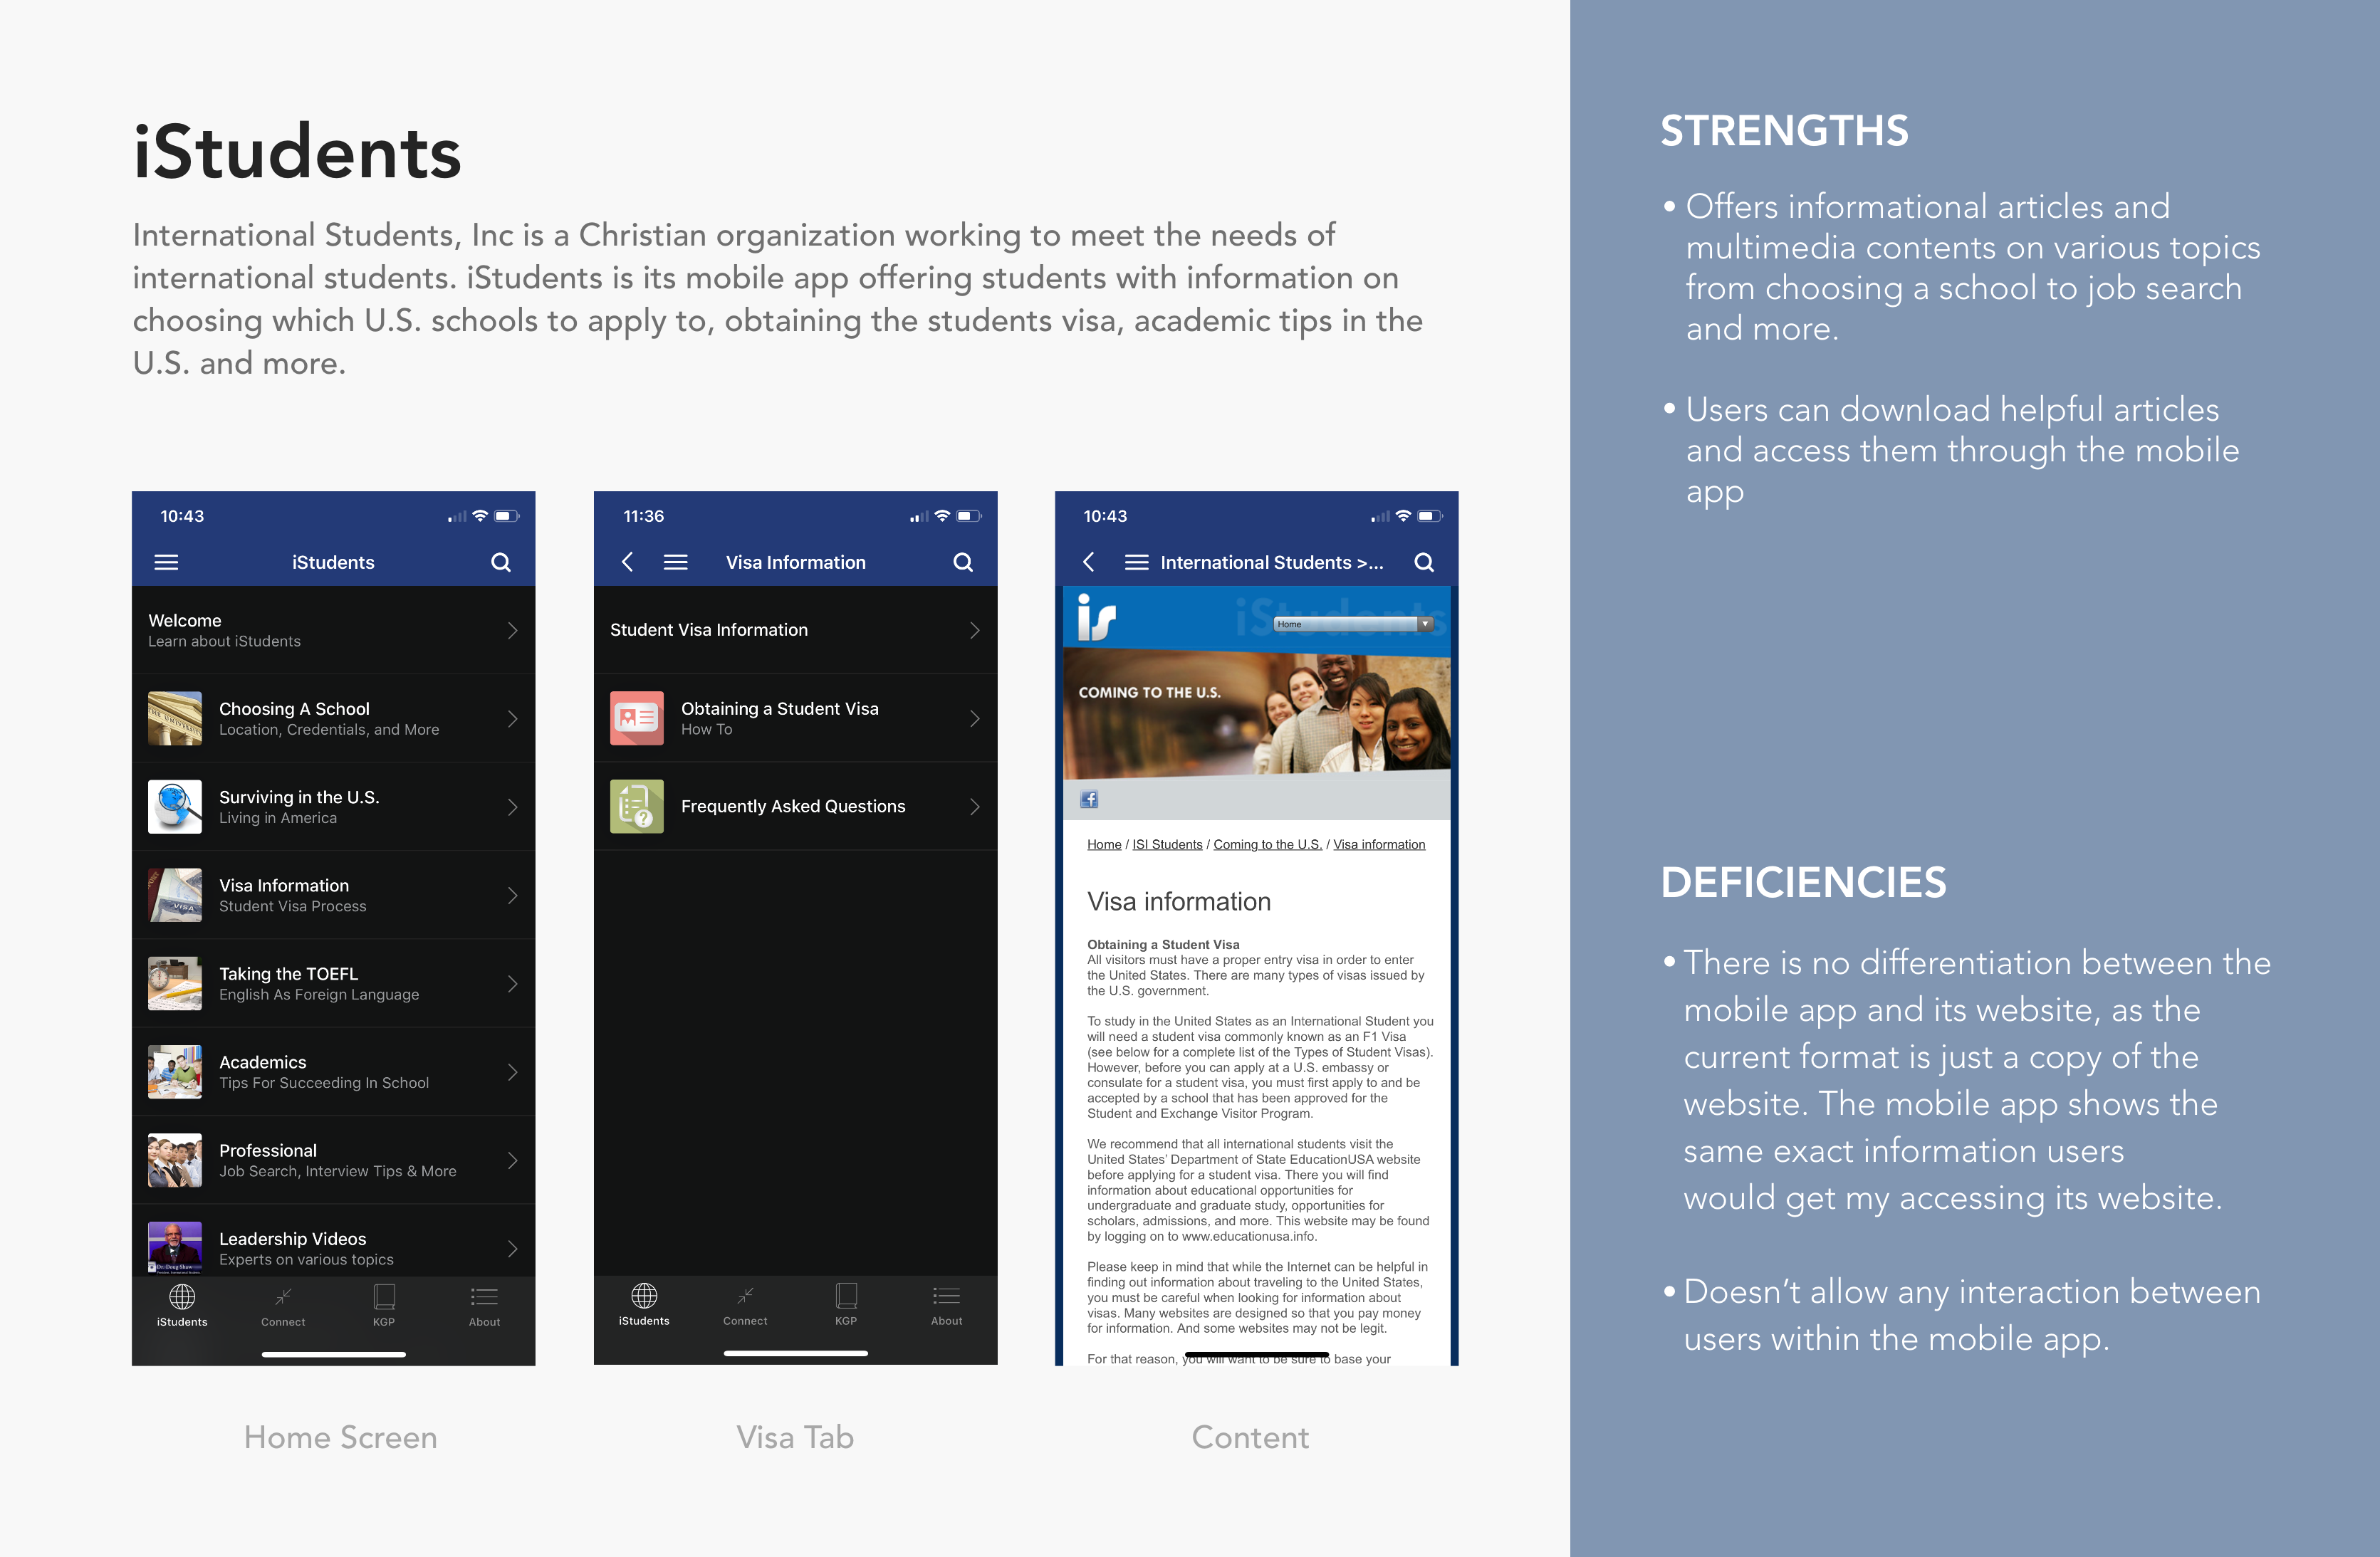 iStudents
International Students, Inc is a Christian organization working to meet the needs of
international students. iStudents is its mobile app offering students with information on
choosing which U.S. schools to apply to, obtaining the students visa, academic tips in the
U.S. and more.
10:43
iStudents
Welcome
Learn about iStudents
Choosing A School
Location, Credentials, and More
Surviving in the U.S.
Living in America
Visa Information
Student Visa Process
Taking the TOEFL
English As Foreign Language
Academics
Tips For Succeeding In School
Professional
Job Search, Interview Tips & More
Leadership Videos
Experts on various topics
iStudents
Connect
KGP
About
Home Screen
11:36
Visa Information
Student Visa Information
Obtaining a Student Visa
How To
Frequently Asked Questions
iStudents
Connect
KGP
About
Visa Tab
10:43
International Students >...
is
iStudents
Home
COMING TO THE U.S.
Home / ISI Students / Coming to the U.S. / Visa information
Visa information
Obtaining a Student Visa
All visitors must have a proper entry visa in order to enter
the United States. There are many types of visas issued by
the U.S. government.
To study in the United States as an International Student you
will need a student visa commonly known as an F1 Visa
(see below for a complete list of the Types of Student Visas).
However, before you can apply at a U.S. embassy or
consulate for a student visa, you must first apply to and be
accepted by a school that has been approved for the
Student and Exchange Visitor Program.
We recommend that all international students visit the
United States' Department of State EducationUSA website
before applying for a student visa. There you will find
information about educational opportunities for
undergraduate and graduate study, opportunities for
scholars, admissions, and more. This website may be found
by logging on to www.educationusa.info.
Please keep in mind that while the Internet can be helpful in
finding out information about traveling to the United States,
you must be careful when looking for information about
visas. Many websites are designed so that you pay money
for information. And some websites may not be legit.
For that reason, you will want to be sure to base your
Content
STRENGTHS
• Offers informational articles and
multimedia contents on various topics
from choosing a school to job search
and more.
• Users can download helpful articles
and access them through the mobile
app
DEFICIENCIES
• There is no differentiation between the
mobile app and its website, as the
current format is just a copy of the
website. The mobile app shows the
same exact information users
would get my accessing its website.
• Doesn't allow any interaction between
users within the mobile app.